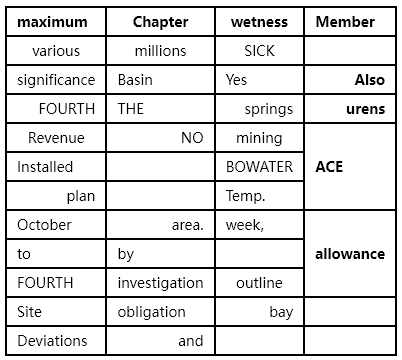 maximum Chapter wetness Member
various millions SICK
significance Basin Yes Also
FOURTH THE springs urens
Revenue NO mining
Installed BOWATER ACE
plan Temp.
October area. week,
to by allowance
FOURTH investigation outline
Site obligation bay
Deviations and